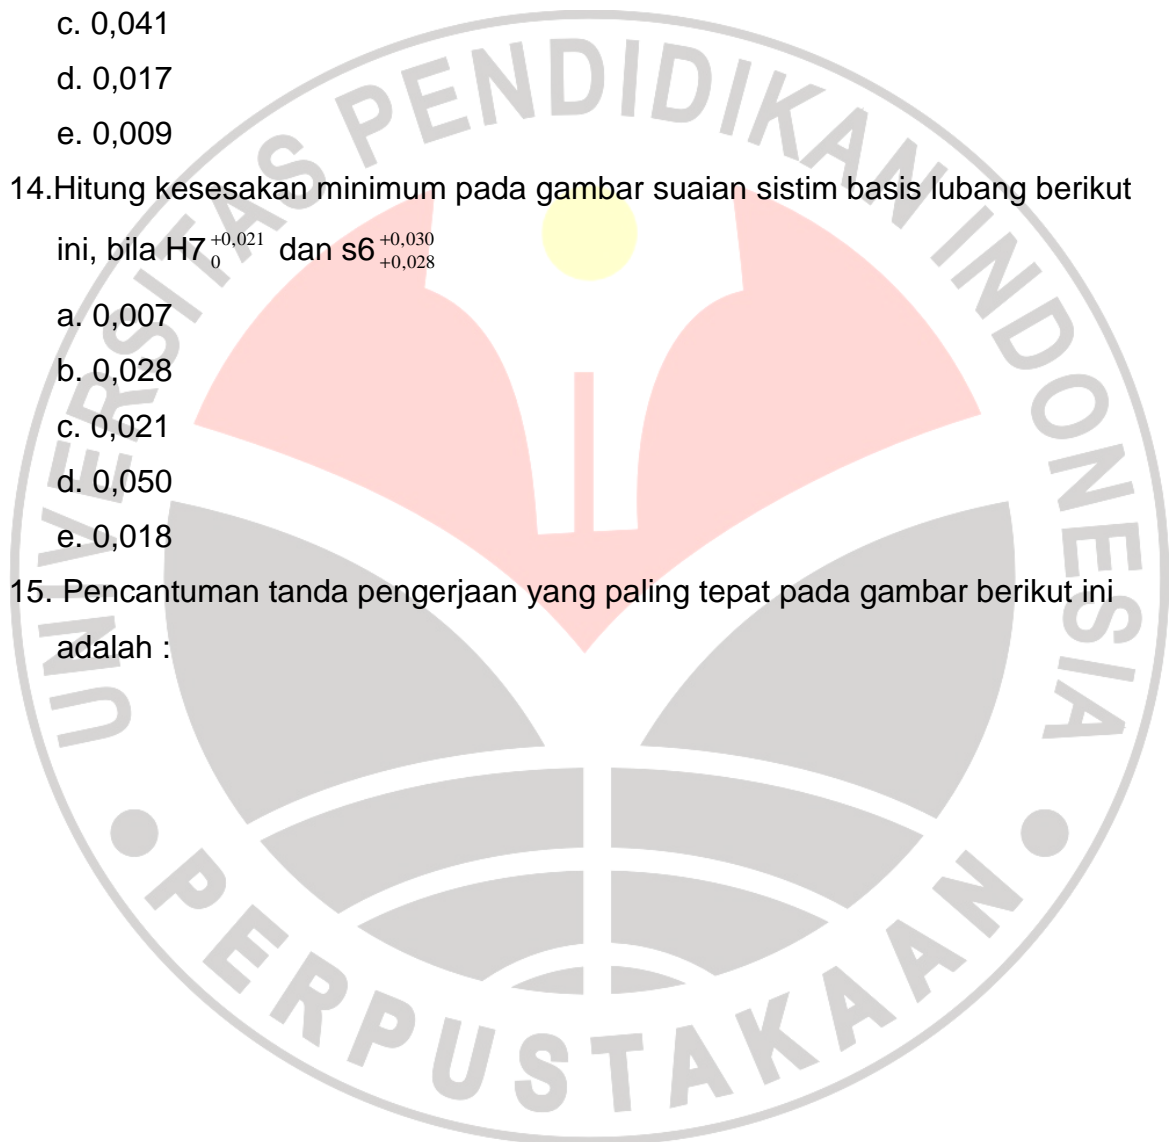 c. 0,041
d. 0,017
e. 0,009
14.Hitung kesesakan minimum pada gambar suaian sistim basis lubang berikut
ini, bila H7 +0,021 0 dan s6 +0,030 +0,028
a. 0,007
b. 0,028
c. 0,021
d. 0,050
e. 0,018
15. Pencantuman tanda pengerjaan yang paling tepat pada gambar berikut ini
adalah :
UNIVERSITAS PENDIDIKAN INDONESIA
PERPUSTAKAAN